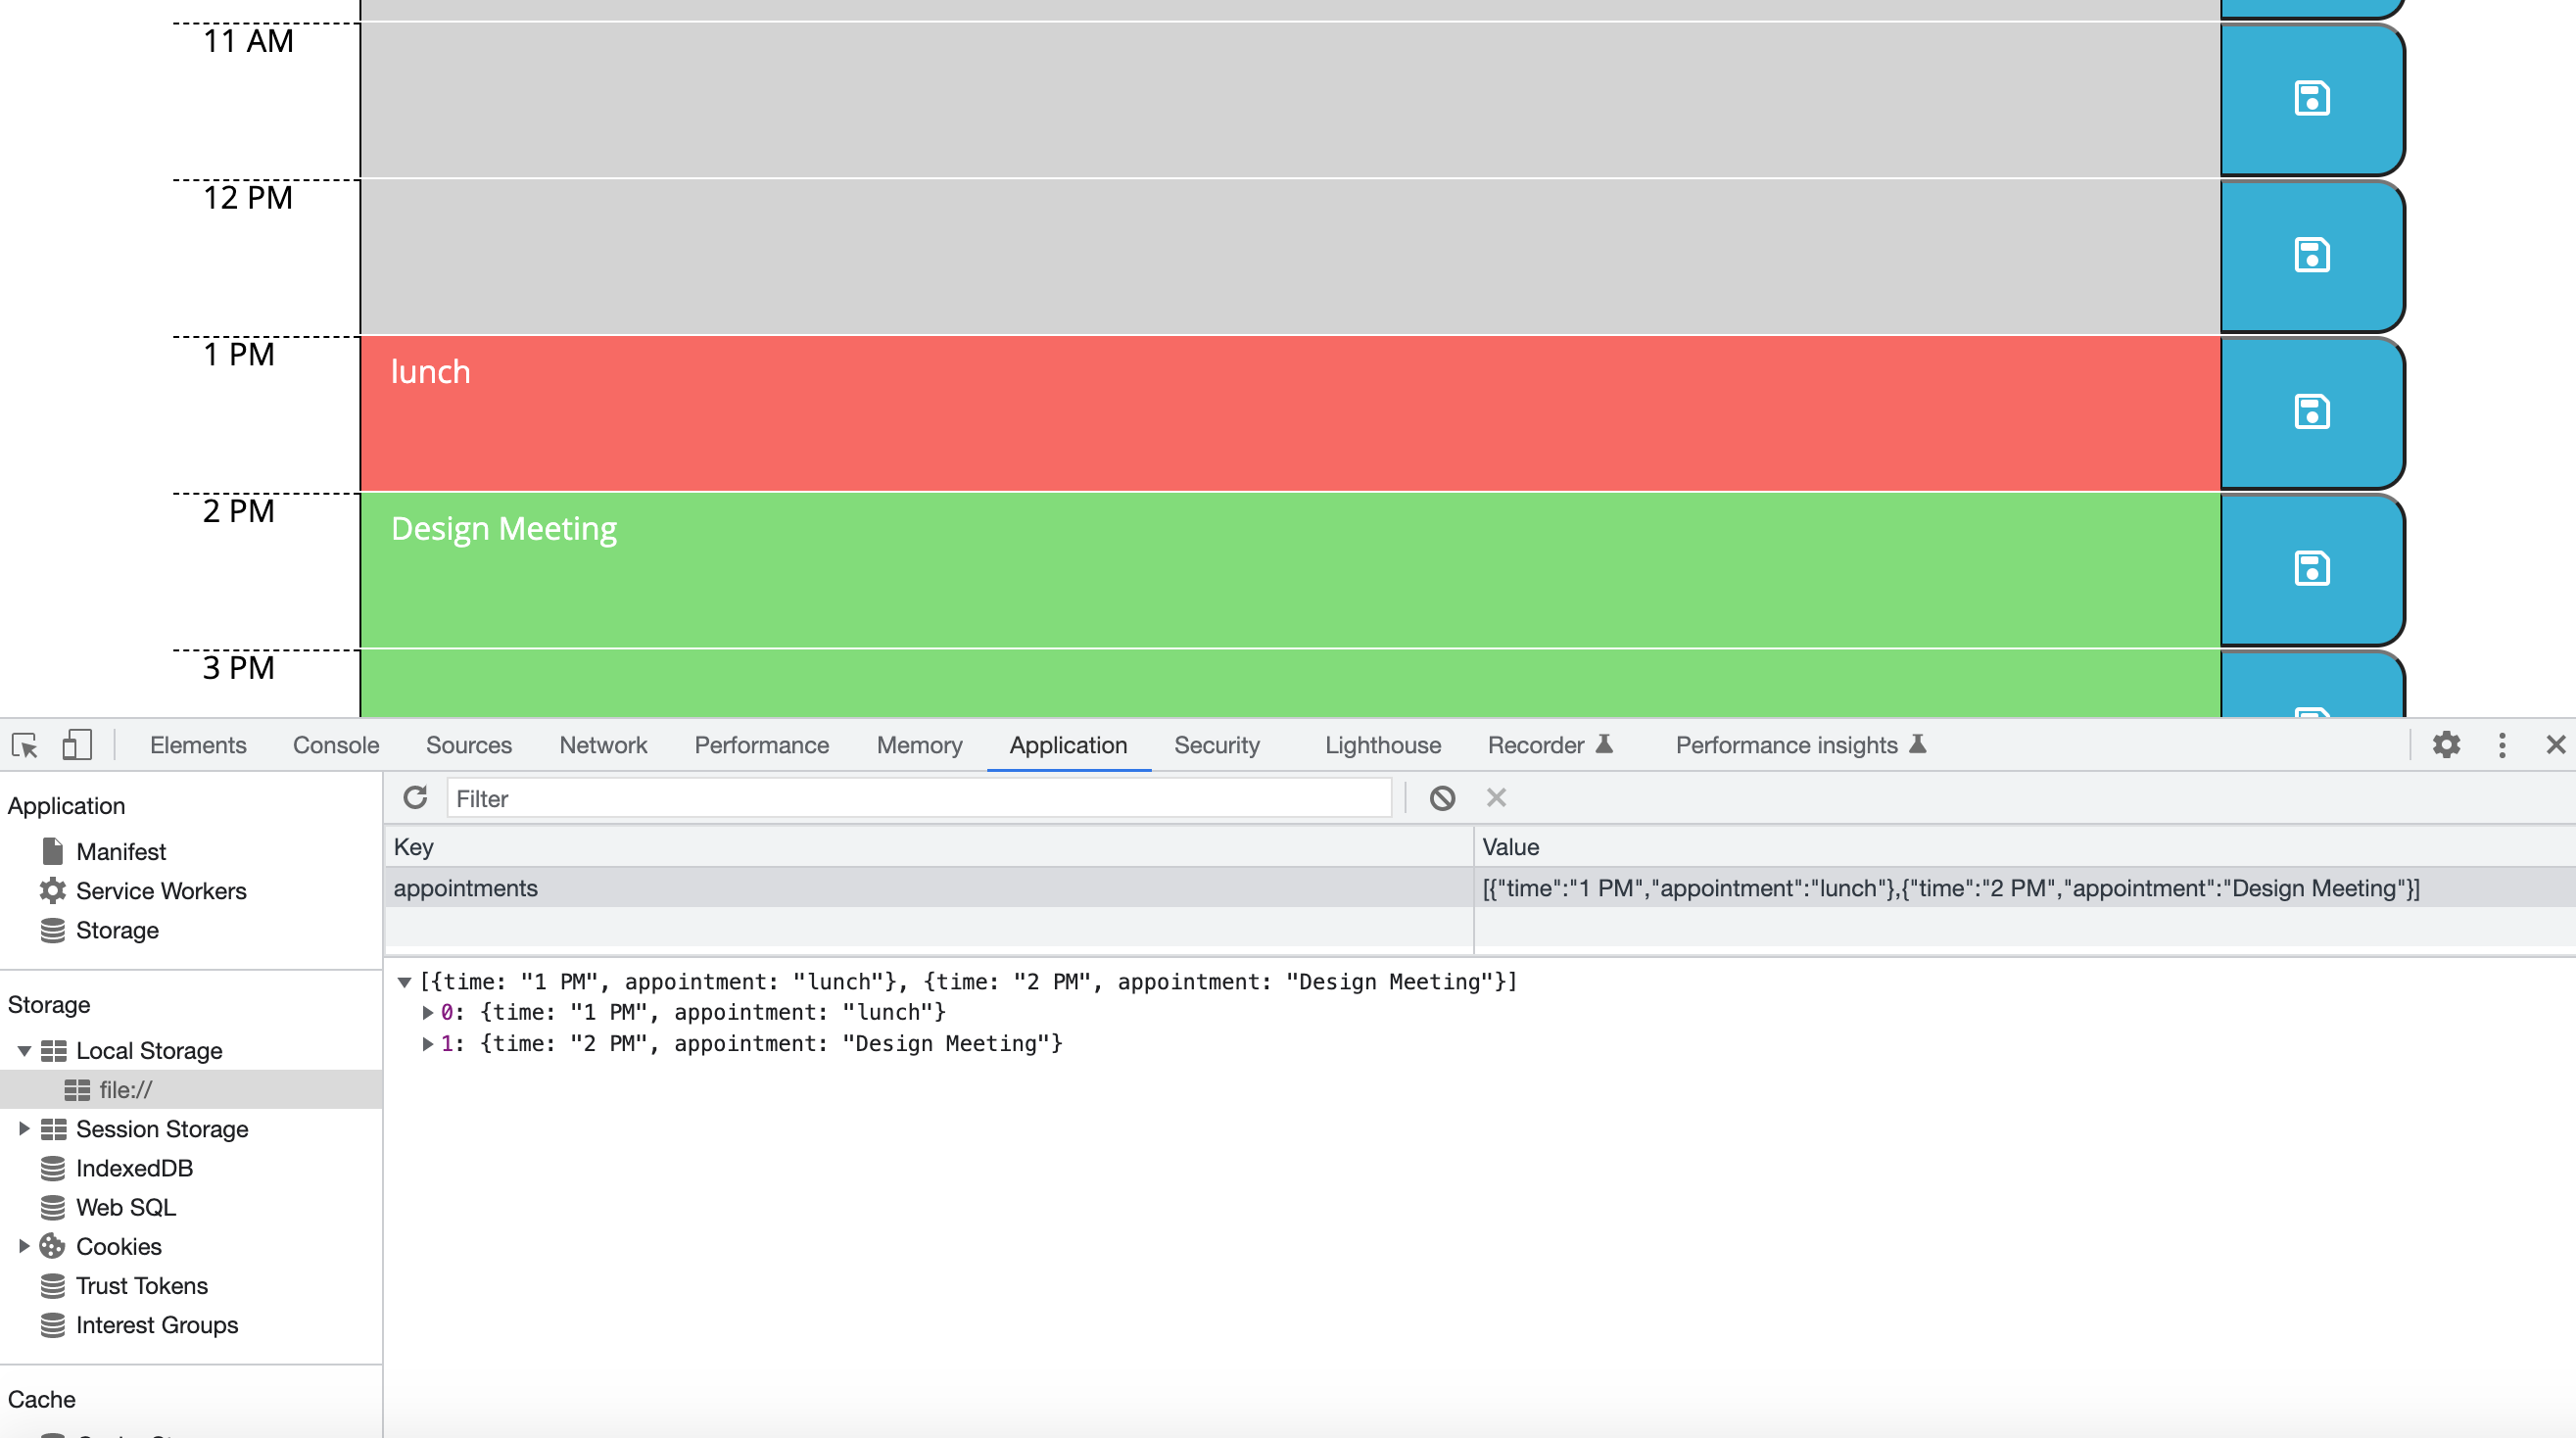 11 AM
12 PM
1 PM
lunch
2 PM
Design Meeting
3 PM
Elements Console Sources Network Performance Memory Application Security Lighthouse Recorder Performance insights
Application
Manifest
Service Workers
Storage
Storage
Local Storage
file://
Session Storage
IndexedDB
Web SQL
Cookies
Trust Tokens
Interest Groups
Cache
Filter
Key Value
appointments [{"time":"1 PM","appointment":"lunch"},{"time":"2 PM","appointment":"Design Meeting"}]
[{time: "1 PM", appointment: "lunch"}, {time: "2 PM", appointment: "Design Meeting"}]
0: {time: "1 PM", appointment: "lunch"}
1: {time: "2 PM", appointment: "Design Meeting"}